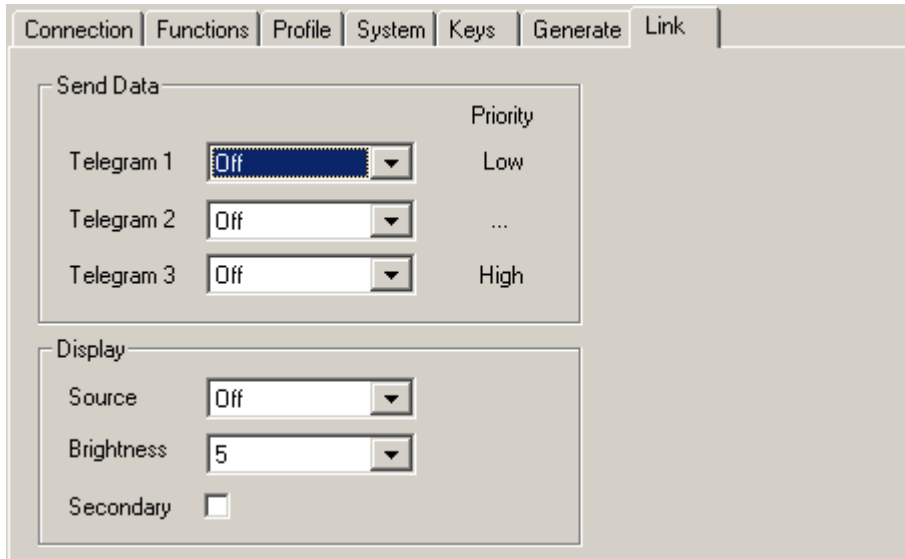 Connection Functions Profile System Keys Generate Link
Send Data
Priority
Telegram 1 Off Low
Telegram 2 Off ...
Telegram 3 Off High
Display
Source Off
Brightness 5
Secondary